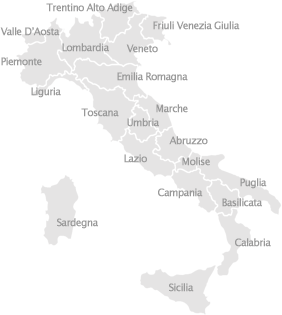 Trentino Alto Adige
Friuli Venezia Giulia
Valle D'Aosta
Lombardia
Veneto
Piemonte
Emilia Romagna
Liguria
Toscana
Marche
Umbria
Abruzzo
Lazio
Molise
Puglia
Campania
Basilicata
Sardegna
Calabria
Sicilia